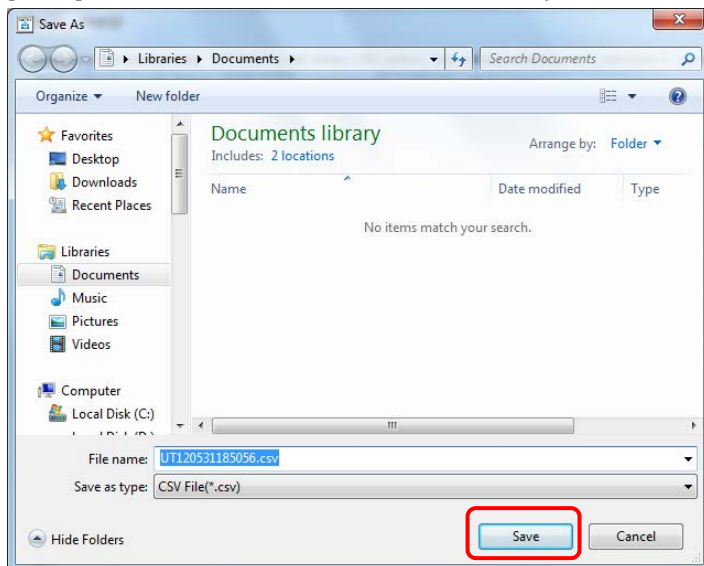 Save As
Libraries Documents
Search Documents
Organize New folder
Favorites
Desktop
Downloads
Recent Places
Libraries
Documents
Music
Pictures
Videos
Computer
Local Disk (C:)
Documents library
Includes: 2 locations
Arrange by: Folder
Name Date modified Type
No items match your search.
File name: UT120531185056.csv
Save as type: CSV File(*.csv)
Hide Folders
Save Cancel